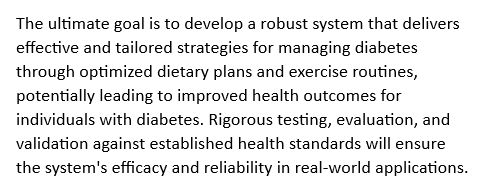 The ultimate goal is to develop a robust system that delivers
effective and tailored strategies for managing diabetes
through optimized dietary plans and exercise routines,
potentially leading to improved health outcomes for
individuals with diabetes. Rigorous testing, evaluation, and
validation against established health standards will ensure
the system's efficacy and reliability in real-world applications.